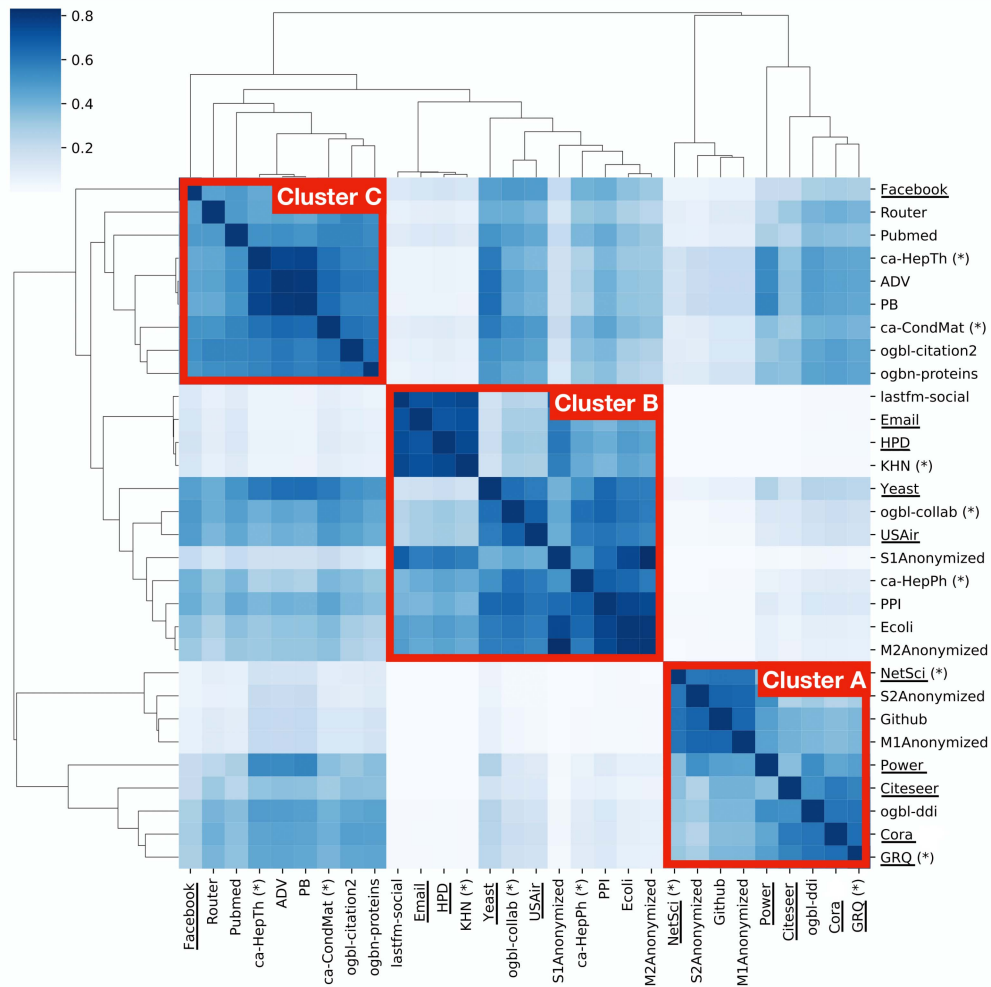 0.8
0.6
0.4
0.2
Cluster C
Cluster B
Cluster A
Facebook
Router
Pubmed
ca-HepTh (*)
ADV
PB
ca-CondMat (*)
ogbl-citation2
ogbn-proteins
lastfm-social
Email
HPD
KHN (*)
Yeast
ogbl-collab (*)
USAir
S1Anonymized
ca-HepPh (*)
PPI
Ecoli
M2Anonymized
NetSci (*)
S2Anonymized
Github
M1Anonymized
Power
Citeseer
ogbl-ddi
Cora
GRQ (*)
Facebook
Router
Pubmed
ca-HepTh (*)
ADV
PB
ca-CondMat (*)
ogbl-citation2
ogbn-proteins
lastfm-social
Email
HPD
KHN (*)
Yeast
ogbl-collab (*)
USAir
S1Anonymized
ca-HepPh (*)
PPI
Ecoli
M2Anonymized
NetSci (*)
S2Anonymized
Github
M1Anonymized
Power
Citeseer
ogbl-ddi
Cora
GRQ (*)